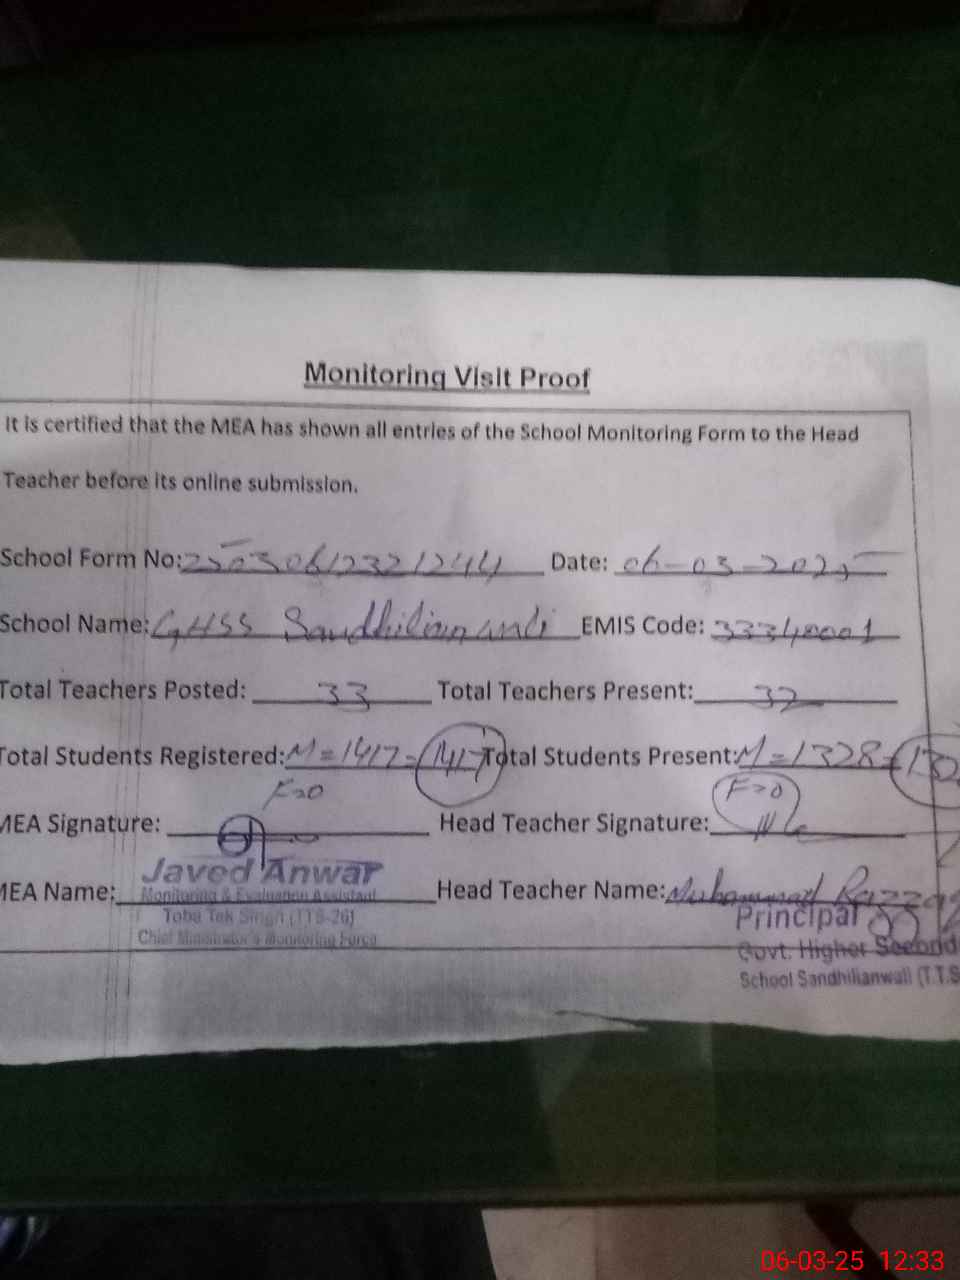 Monitoring Visit Proof
It is certified that the MEA has shown all entries of the School Monitoring Form to the Head
Teacher before its online submission.
School Form No: 25030612321244 Date: 06-03-2025
School Name: GHSS Sandhilianwali EMIS Code: 33340001
Total Teachers Posted: 33 Total Teachers Present: 32
Total Students Registered: M=1417= 1417 Total Students Present: M=1328=
F=0 F=0
MEA Signature: Head Teacher Signature:
Javed Anwar
MEA Name: Monitoring & Evaluation Assistant Head Teacher Name: Muhammad Razzaq
Toba Tek Singh (TTS-26) Principal
Chief Minister's Monitoring Force Govt. Higher Second
School Sandhilianwali (T.T.S
06-03-25 12:33